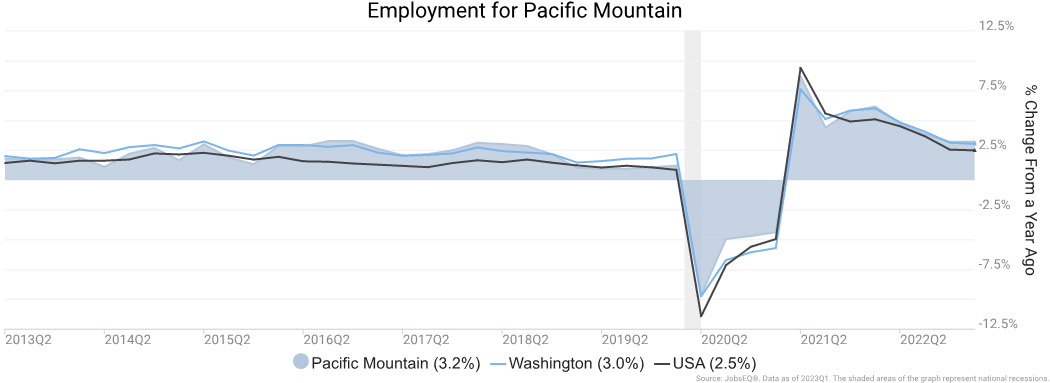 Employment for Pacific Mountain
12.5%
7.5%
2.5%
-2.5%
-7.5%
-12.5%
% Change From a Year Ago
2013Q2 2014Q2 2015Q2 2016Q2 2017Q2 2018Q2 2019Q2 2020Q2 2021Q2 2022Q2
Pacific Mountain (3.2%) Washington (3.0%) USA (2.5%)
Source: JobsEQ®. Data as of 2023Q1. The shaded areas of the graph represent national recessions.